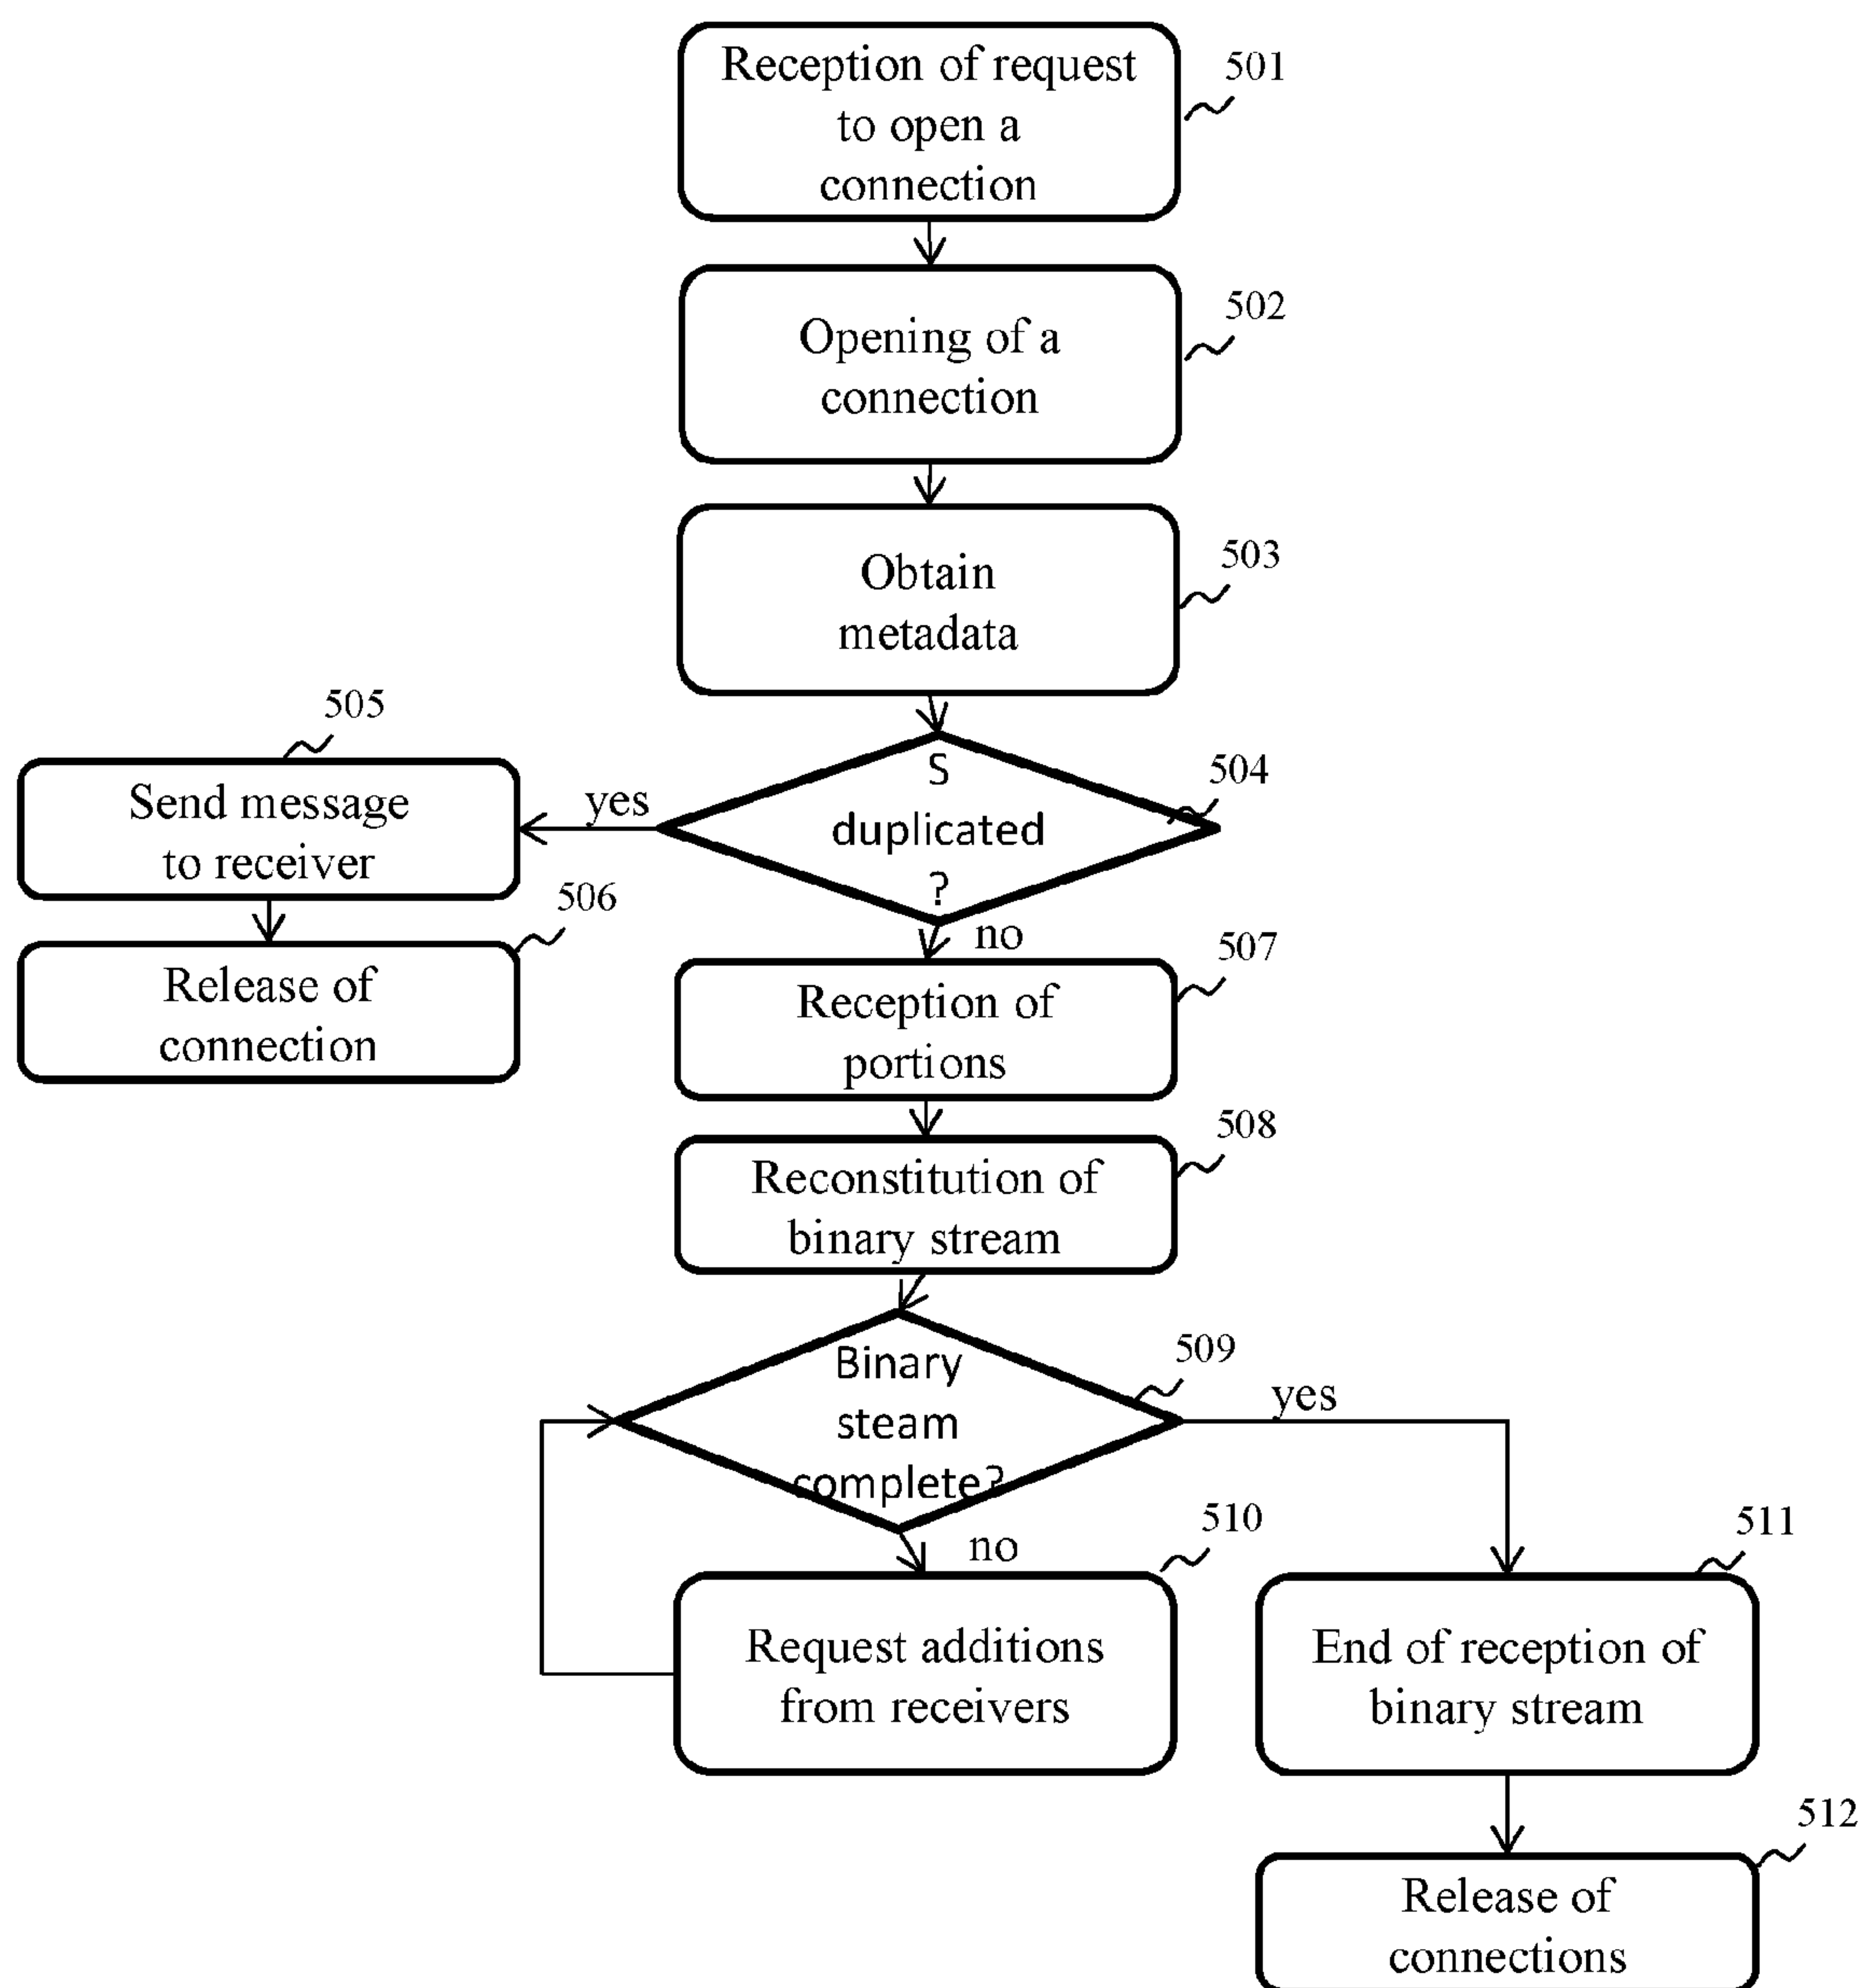 Reception of request
to open a
connection
501
Opening of a
connection
502
Obtain
metadata
503
S
duplicated
?
504
yes
505
Send message
to receiver
506
Release of
connection
no
507
Reception of
portions
508
Reconstitution of
binary stream
Binary
steam
complete?
509
yes
no
510
Request additions
from receivers
511
End of reception of
binary stream
512
Release of
connections